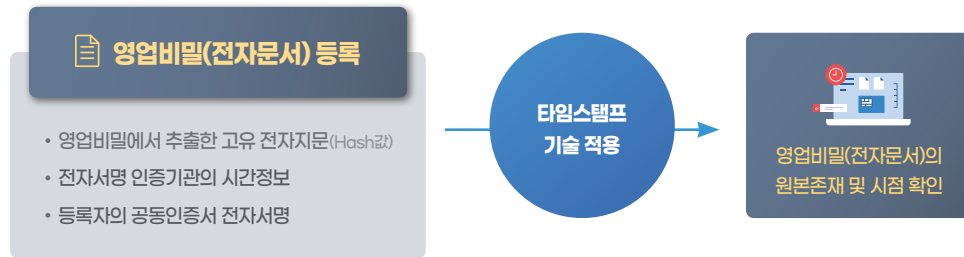 영업비밀(전자문서) 등록
• 영업비밀에서 추출한 고유 전자지문(Hash값)
• 전자서명 인증기관의 시간정보
• 등록자의 공동인증서 전자서명
타임스탬프
기술 적용
영업비밀(전자문서)의
원본존재 및 시점 확인